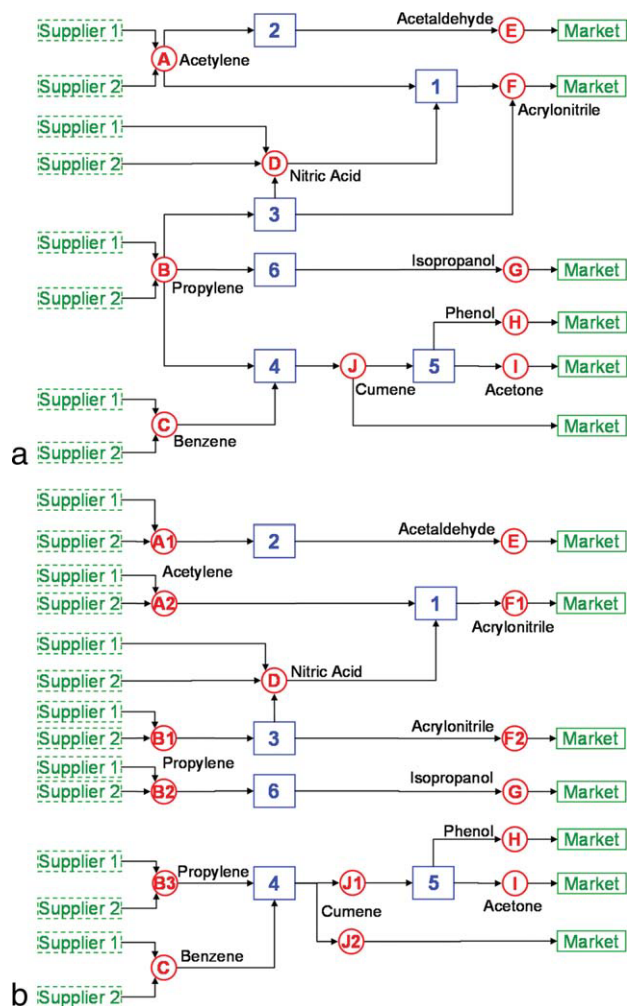 Supplier 1
2
Acetaldehyde
E
Market
A
Acetylene
Supplier 2
1
F
Market
Acrylonitrile
Supplier 1
Supplier 2
D
Nitric Acid
3
Supplier 1
B
6
Isopropanol
G
Market
Propylene
Supplier 2
Phenol
H
Market
4
J
5
I
Market
Cumene
Acetone
Supplier 1
C
Benzene
Market
Supplier 2
a
Supplier 1
Acetaldehyde
Supplier 2
A1
2
E
Market
Supplier 1
Acetylene
Supplier 2
A2
1
F1
Market
Acrylonitrile
Supplier 1
Nitric Acid
Supplier 2
D
Supplier 1
Acrylonitrile
Supplier 2
B1
3
F2
Market
Supplier 1
Propylene
Isopropanol
Supplier 2
B2
6
G
Market
Phenol
H
Market
Supplier 1
Propylene
B3
4
J1
5
I
Market
Supplier 2
Cumene
Acetone
Supplier 1
Benzene
J2
Market
C
Supplier 2
b